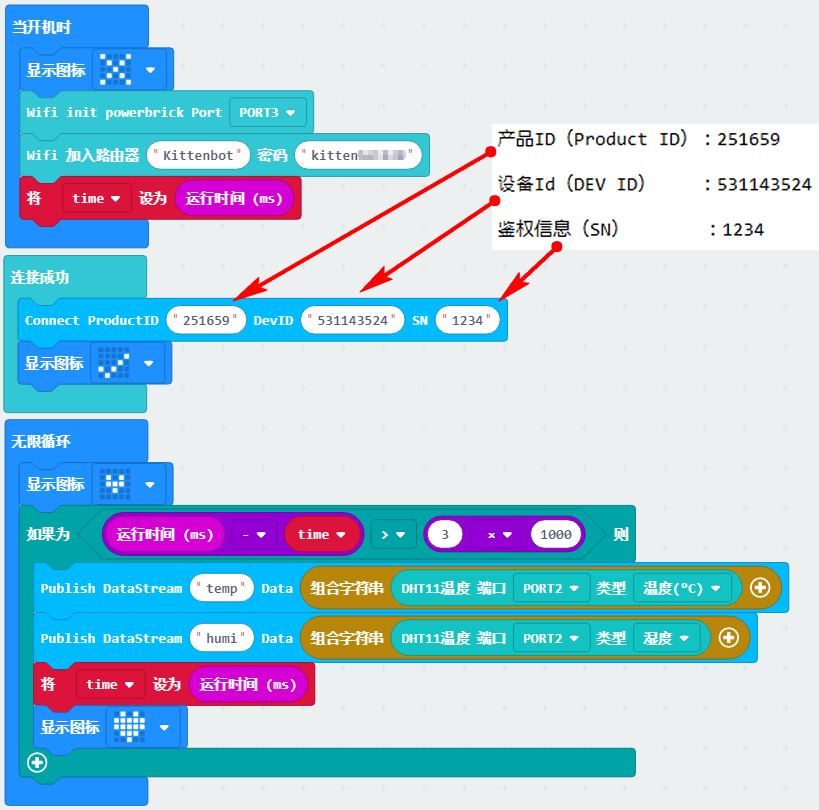 当开机时
显示图标
Wifi init powerbrick Port PORT3
Wifi 加入路由器 "Kittenbot" 密码 "kitten
将 time 设为 运行时间 (ms)
产品ID（Product ID）：251659
设备Id（DEV ID） ：531143524
鉴权信息（SN） ：1234
连接成功
Connect ProductID "251659" DevID "531143524" SN "1234"
显示图标
无限循环
显示图标
如果为 运行时间 (ms) - time > 3 × 1000 则
Publish DataStream "temp" Data 组合字符串 DHT11温度 端口 PORT2 类型 温度(ºC)
Publish DataStream "humi" Data 组合字符串 DHT11温度 端口 PORT2 类型 湿度
将 time 设为 运行时间 (ms)
显示图标